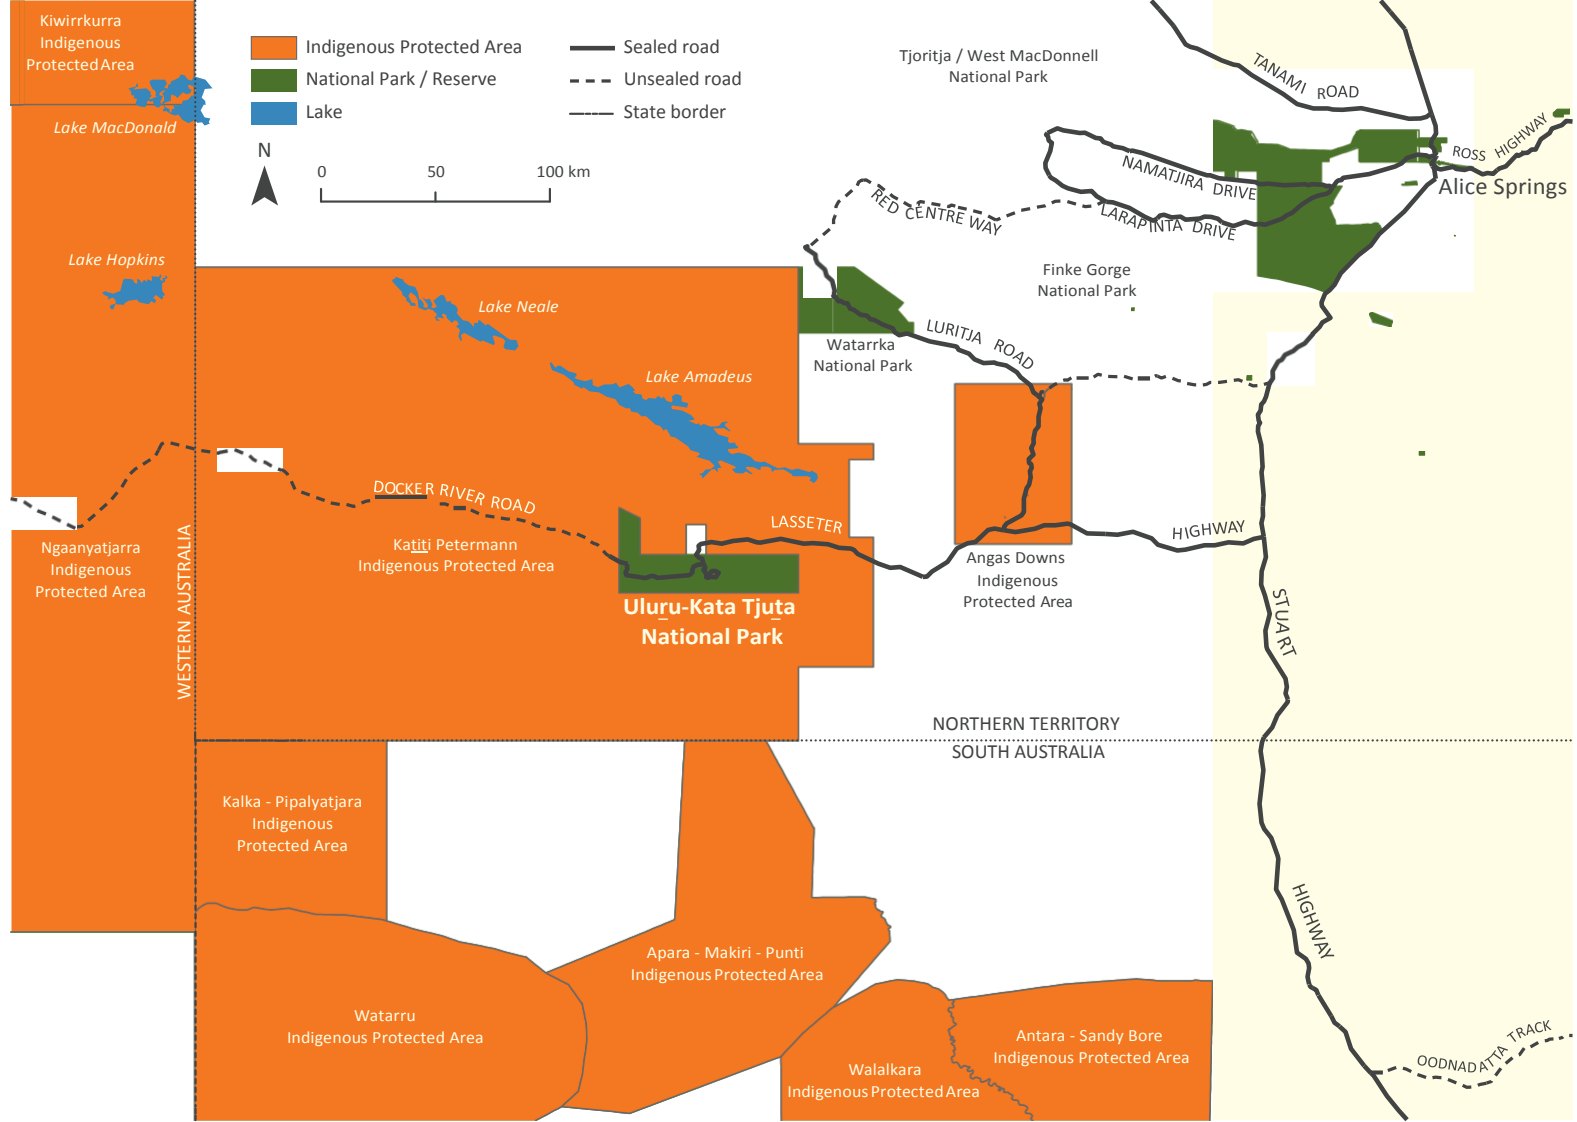 Kiwirrkurra
Indigenous
Protected Area
Lake MacDonald
Indigenous Protected Area
National Park / Reserve
Lake
Sealed road
Unsealed road
State border
N
0 50 100 km
Tjoritja / West MacDonnell
National Park
TANAMI ROAD
ROSS HIGHWAY
Alice Springs
NAMATJIRA DRIVE
LARAPINTA DRIVE
RED CENTRE WAY
Lake Hopkins
Lake Neale
Finke Gorge
National Park
LURITJA ROAD
Watarrka
National Park
Lake Amadeus
DOCKER RIVER ROAD
LASSETER HIGHWAY
Ngaanyatjarra
Indigenous
Protected Area
WESTERN AUSTRALIA
Katiti Petermann
Indigenous Protected Area
Angas Downs
Indigenous
Protected Area
Uluṟu-Kata Tjuṯa
National Park
STUART HIGHWAY
NORTHERN TERRITORY
SOUTH AUSTRALIA
Kalka - Pipalyatjara
Indigenous
Protected Area
Apara - Makiri - Punti
Indigenous Protected Area
Watarru
Indigenous Protected Area
Walalkara
Indigenous Protected Area
Antara - Sandy Bore
Indigenous Protected Area
OODNADATTA TRACK